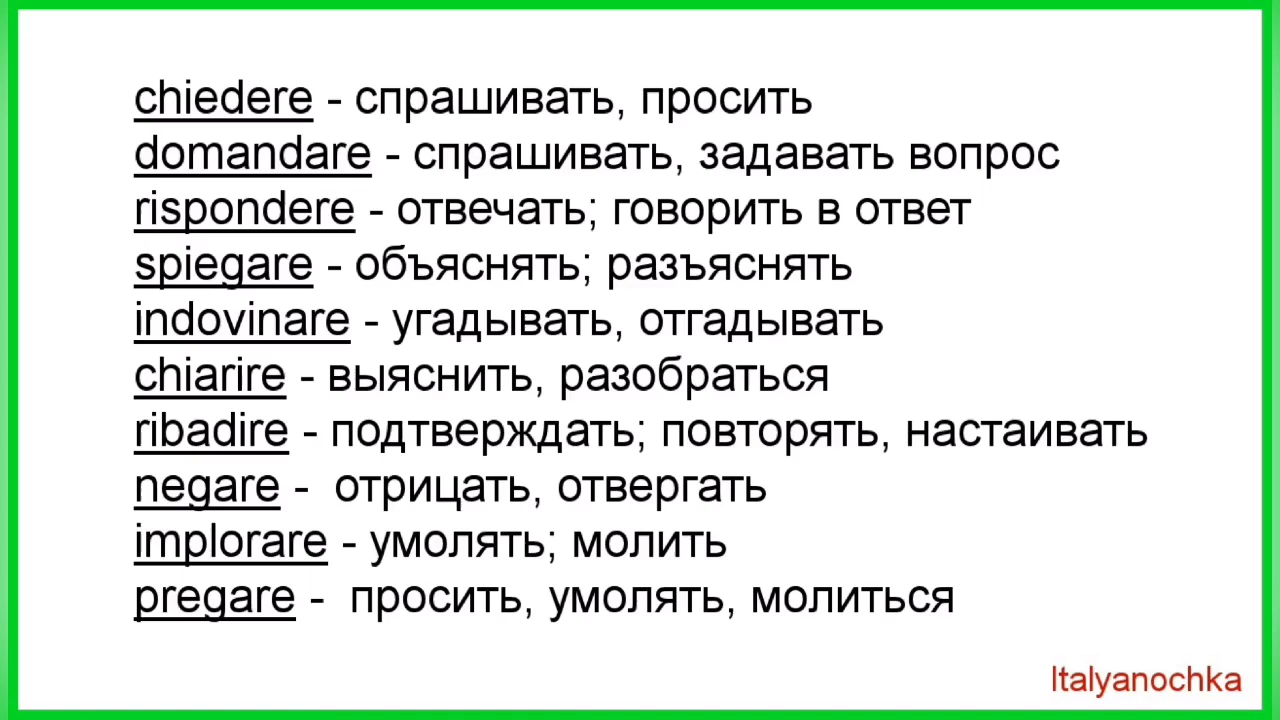 chiedere - спрашивать, просить
domandare - спрашивать, задавать вопрос
rispondere - отвечать; говорить в ответ
spiegare - объяснять; разъяснять
indovinare - угадывать, отгадывать
chiarire - выяснить, разобраться
ribadire - подтверждать; повторять, настаивать
negare -  отрицать, отвергать
implorare - умолять; молить
pregare -  просить, умолять, молиться
Italyanochka